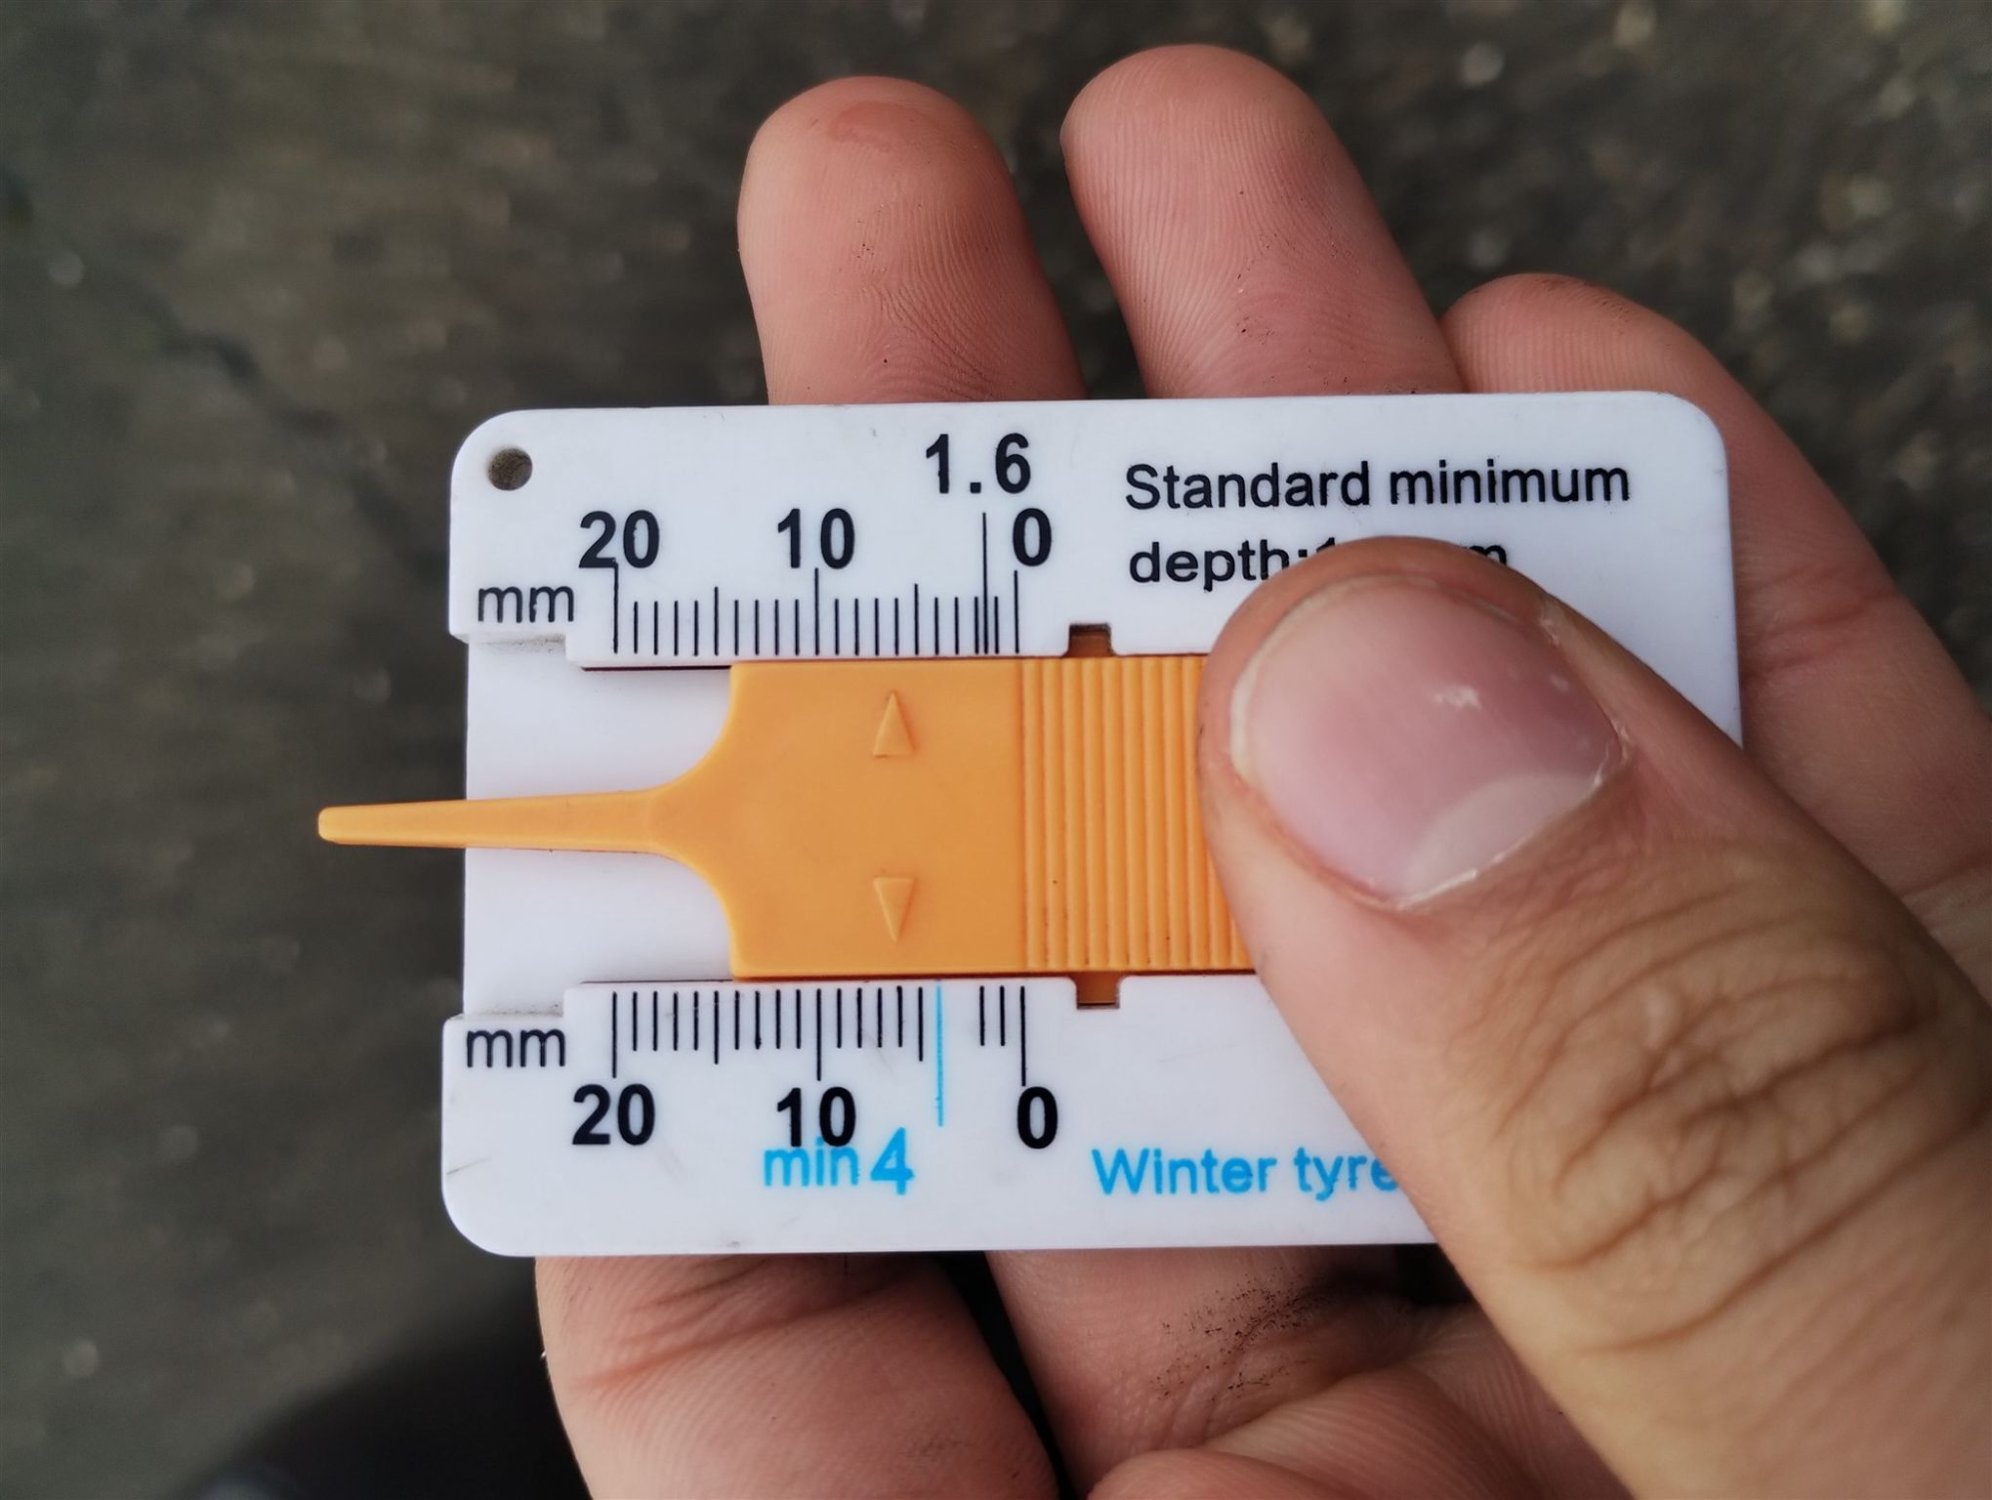 1.6
20 10 0
mm
Standard minimum
depth:
mm
20 10 0
min 4
Winter tyre